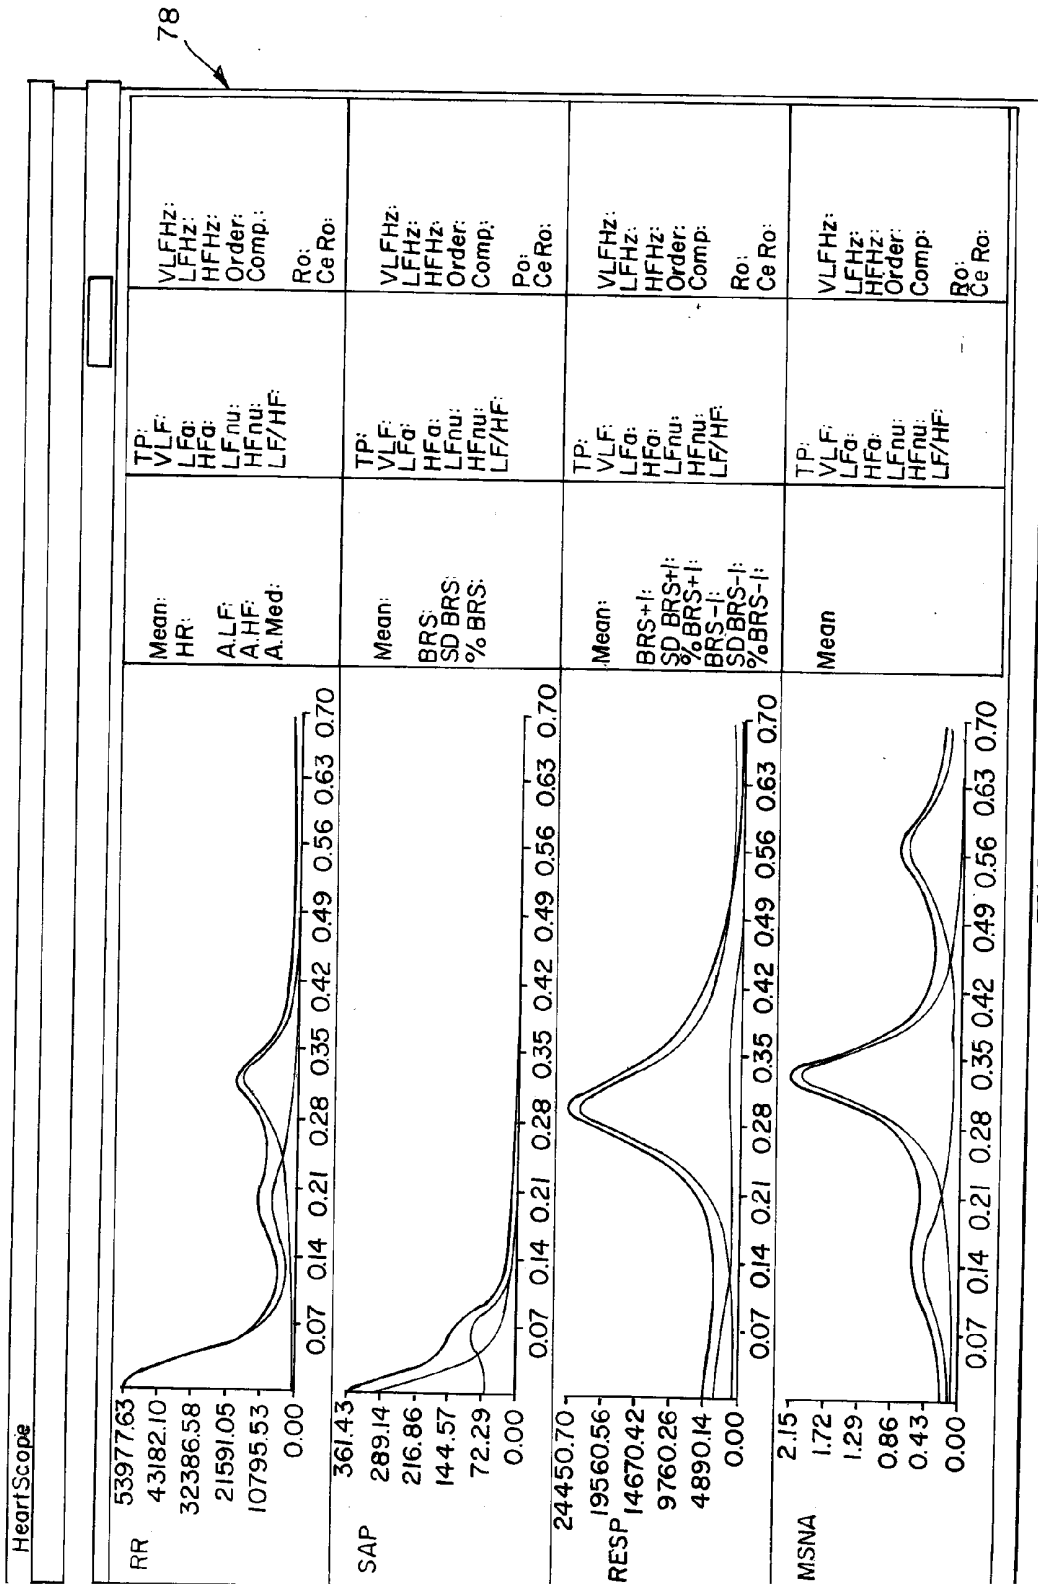 HeartScope
78
RR
53977.63
43182.10
32386.58
21591.05
10795.53
0.00
0.07 0.14 0.21 0.28 0.35 0.42 0.49 0.56 0.63 0.70
Mean:
HR:
A.LF:
A.HF:
A.Med:
TP:
VLF:
LFa:
HFa:
LFnu:
HFnu:
LF/HF:
VLFHz:
LFHz:
HFHz:
Order:
Comp.:
Ro:
Ce Ro:
SAP
361.43
289.14
216.86
144.57
72.29
0.00
0.07 0.14 0.21 0.28 0.35 0.42 0.49 0.56 0.63 0.70
Mean:
BRS:
SD BRS:
% BRS:
TP:
VLF:
LFa:
HFa:
LFnu:
HFnu:
LF/HF:
VLFHz:
LFHz:
HFHz:
Order:
Comp:
Po:
Ce Ro:
RESP
24450.70
19560.56
14670.42
9760.26
4890.14
0.00
0.07 0.14 0.21 0.28 0.35 0.42 0.49 0.56 0.63 0.70
Mean:
BRS+I:
SD BRS+I:
%BRS+I:
BRS-I:
SD BRS-I:
%BRS-I:
TP:
VLF:
LFa:
HFa:
LFnu:
HFnu:
LF/HF:
VLFHz:
LFHz:
HFHz:
Order:
Comp:
Ro:
Ce Ro:
MSNA
2.15
1.72
1.29
0.86
0.43
0.00
0.07 0.14 0.21 0.28 0.35 0.42 0.49 0.56 0.63 0.70
Mean
TP:
VLF:
LFa:
HFa:
LFnu:
HFnu:
LF/HF:
VLFHz:
LFHz:
HFHz:
Order:
Comp:
Ro:
Ce Ro: